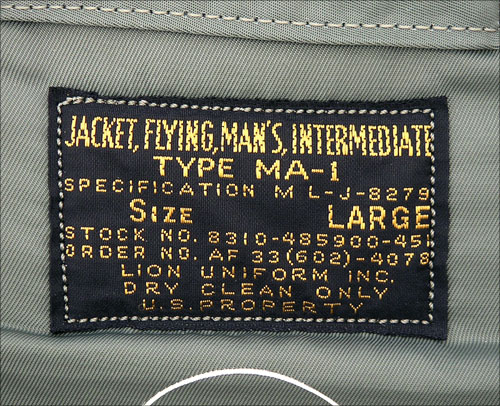 JACKET, FLYING, MAN'S, INTERMEDIATE
TYPE MA-1
SPECIFICATION M L-J-8279
SIZE LARGE
STOCK NO. 8310-485900-455
ORDER NO. AF 33(602)-4078
LION UNIFORM INC.
DRY CLEAN ONLY
U.S. PROPERTY